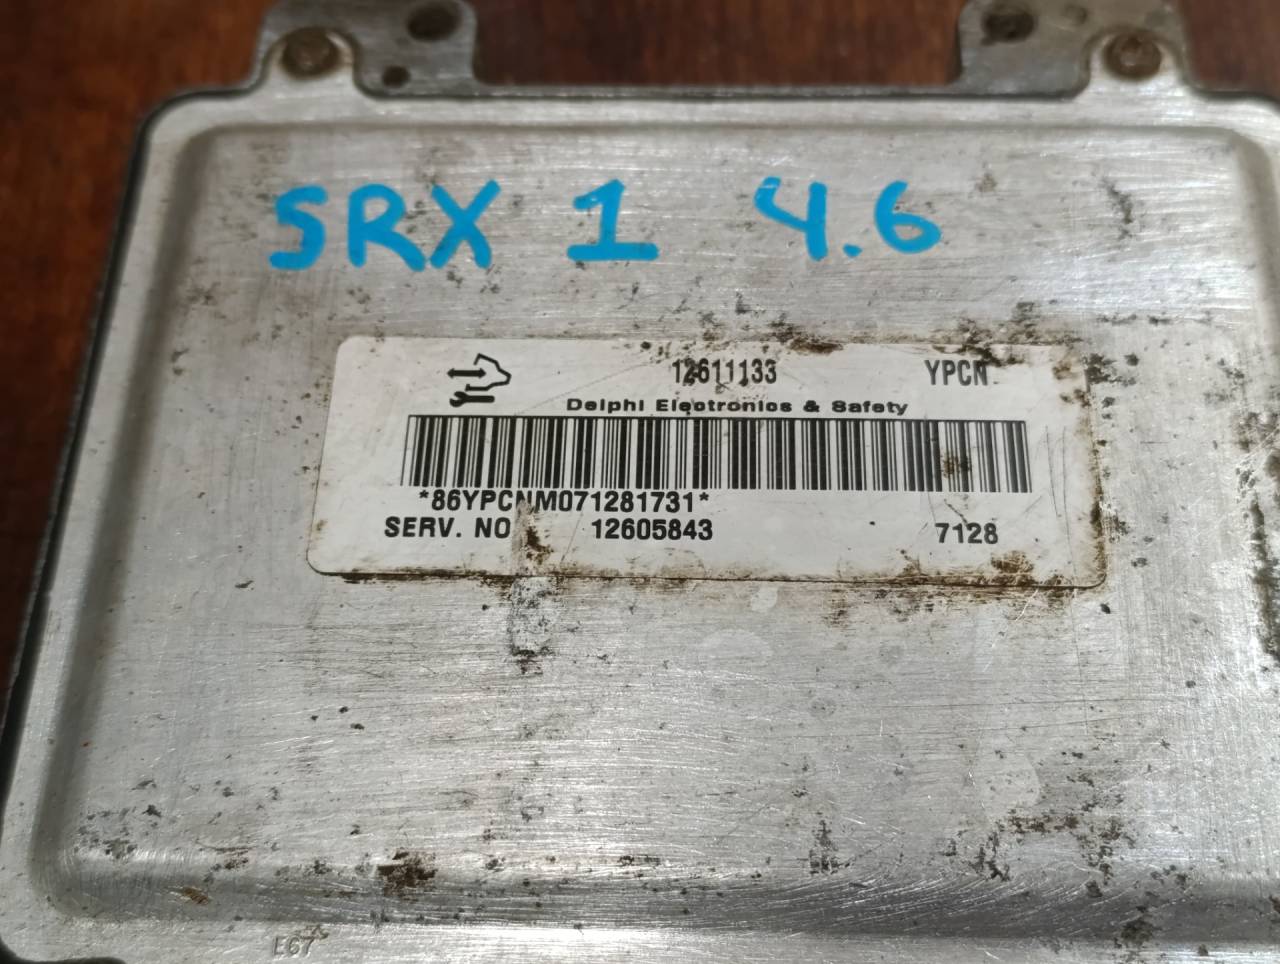 SRX 1 4.6
12611133 YPCN
Delphi Electronics & Safety
*86YPCNM071281731*
SERV. NO 12605843 7128
E67